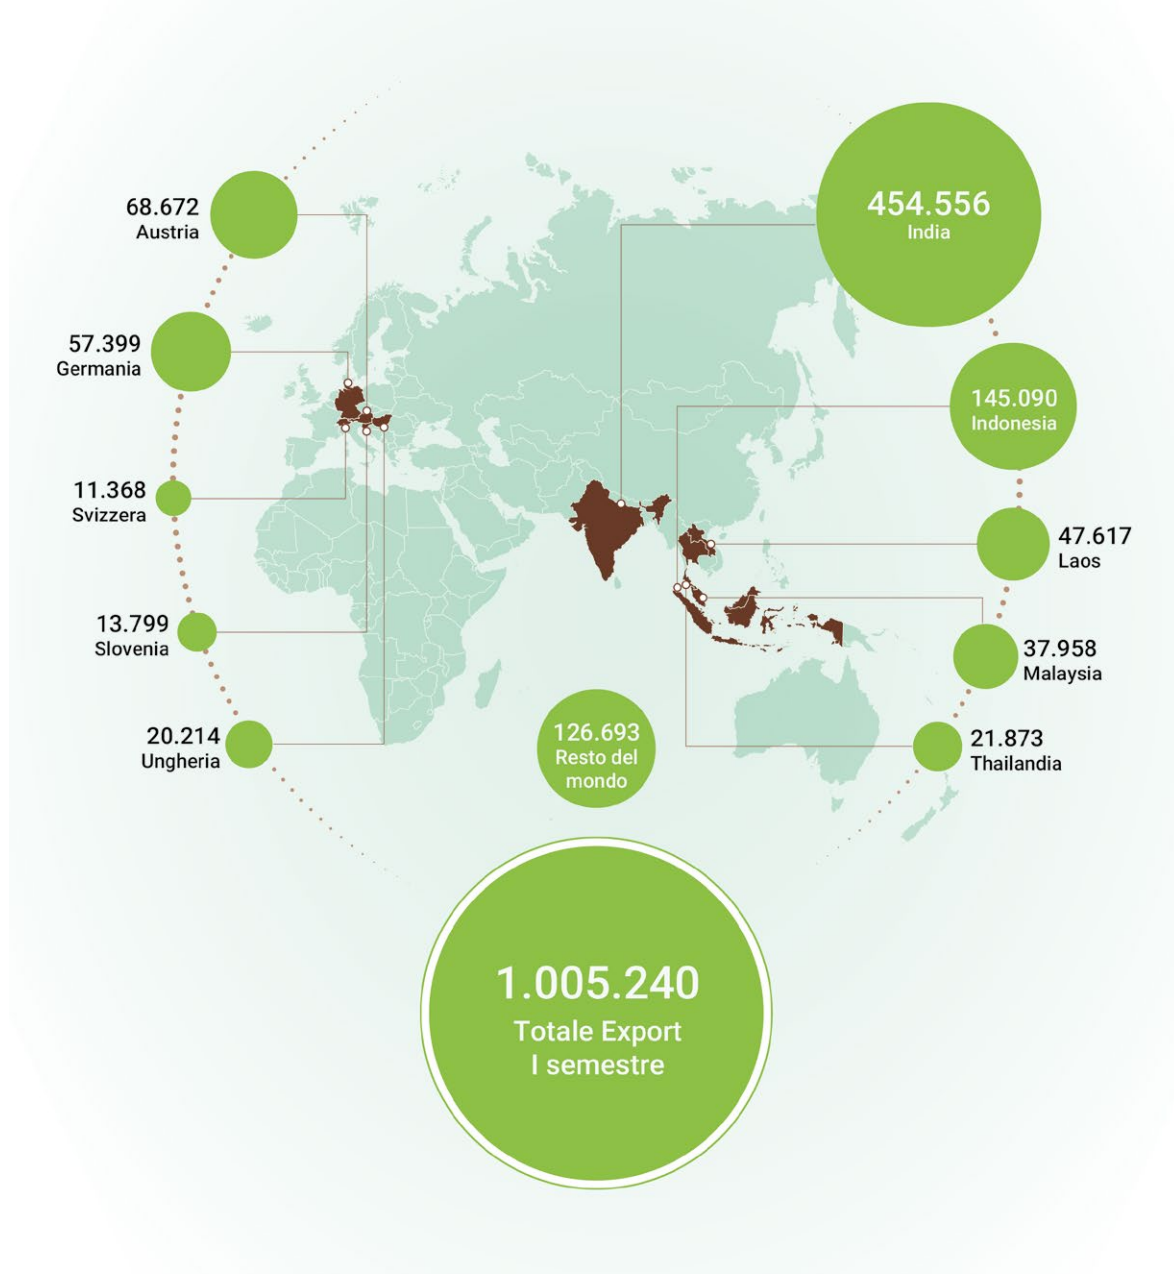 68.672
Austria
57.399
Germania
11.368
Svizzera
13.799
Slovenia
20.214
Ungheria
454.556
India
145.090
Indonesia
47.617
Laos
37.958
Malaysia
21.873
Thailandia
126.693
Resto del
mondo
1.005.240
Totale Export
I semestre